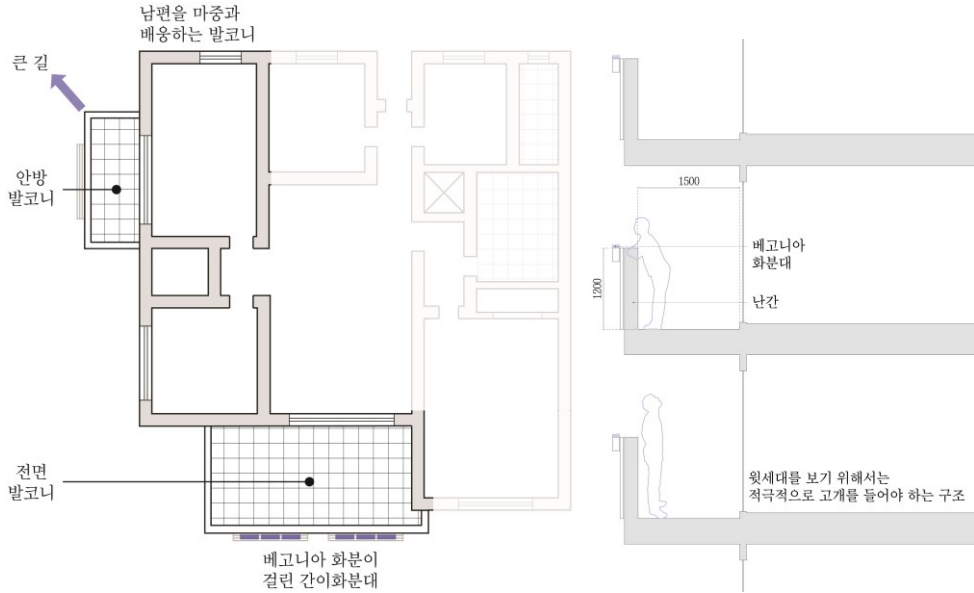 남편을 마중과
배웅하는 발코니
큰 길
안방
발코니
전면
발코니
베고니아 화분이
걸린 간이화분대
1500
1200
베고니아
화분대
난간
윗세대를 보기 위해서는
적극적으로 고개를 들어야 하는 구조